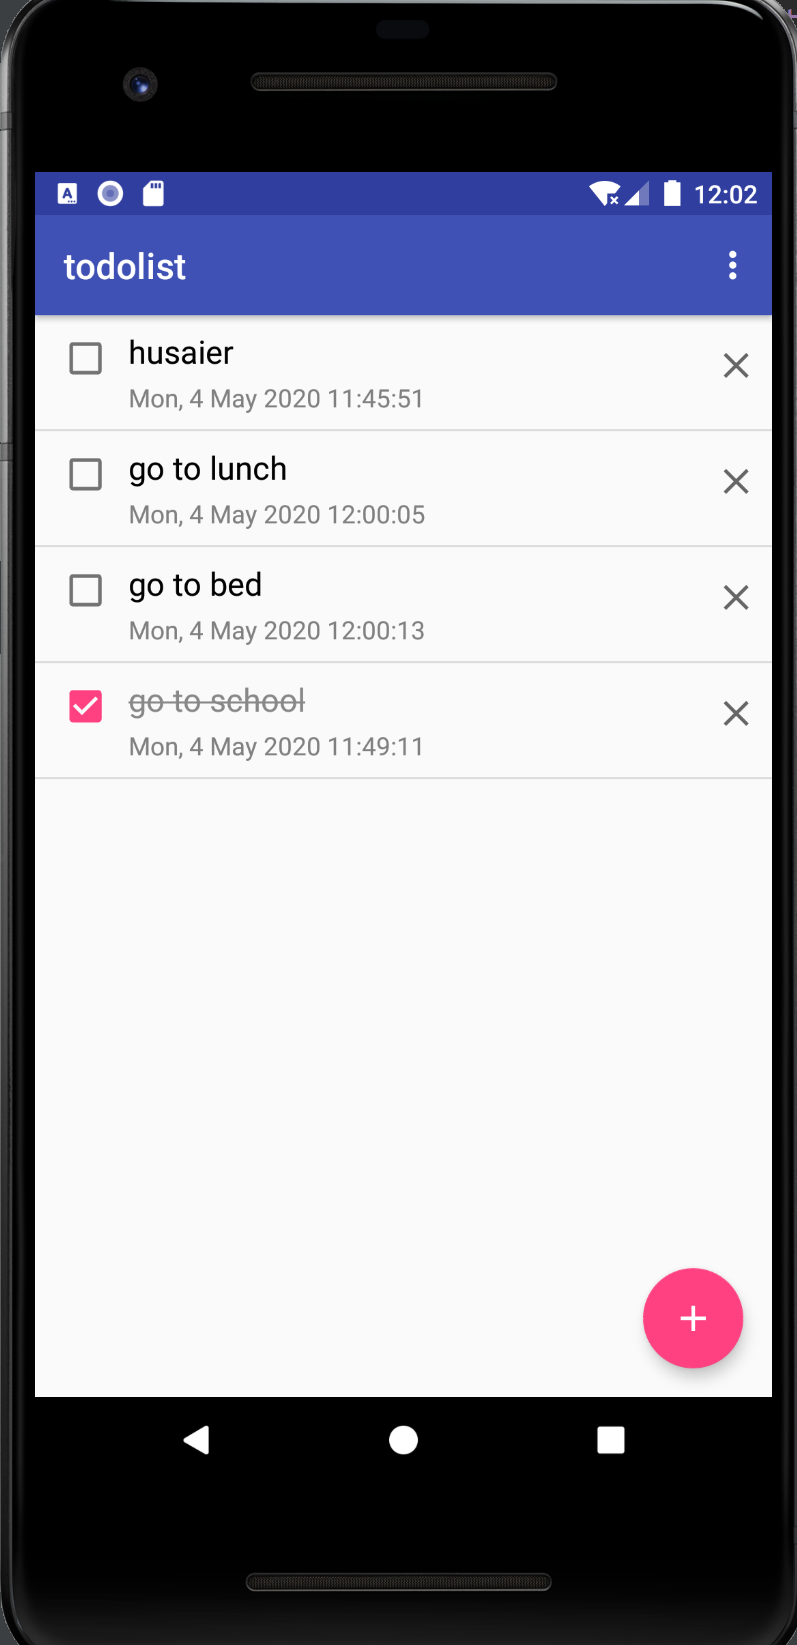 12:02
todolist
husaier
Mon, 4 May 2020 11:45:51
go to lunch
Mon, 4 May 2020 12:00:05
go to bed
Mon, 4 May 2020 12:00:13
go to school
Mon, 4 May 2020 11:49:11